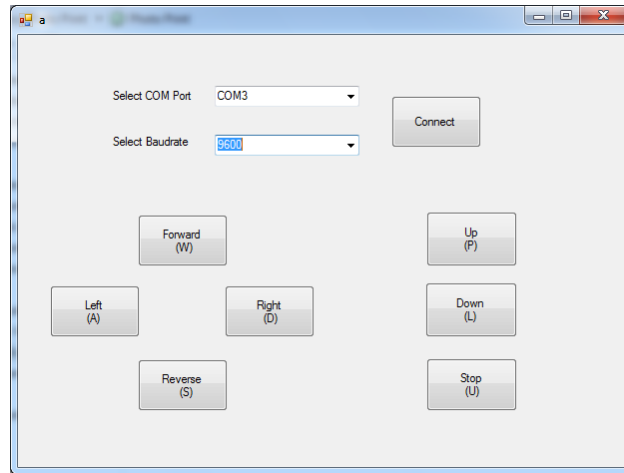 a
Select COM Port
COM3
Connect
Select Baudrate
9600
Forward
(W)
Up
(P)
Left
(A)
Right
(D)
Down
(L)
Reverse
(S)
Stop
(U)